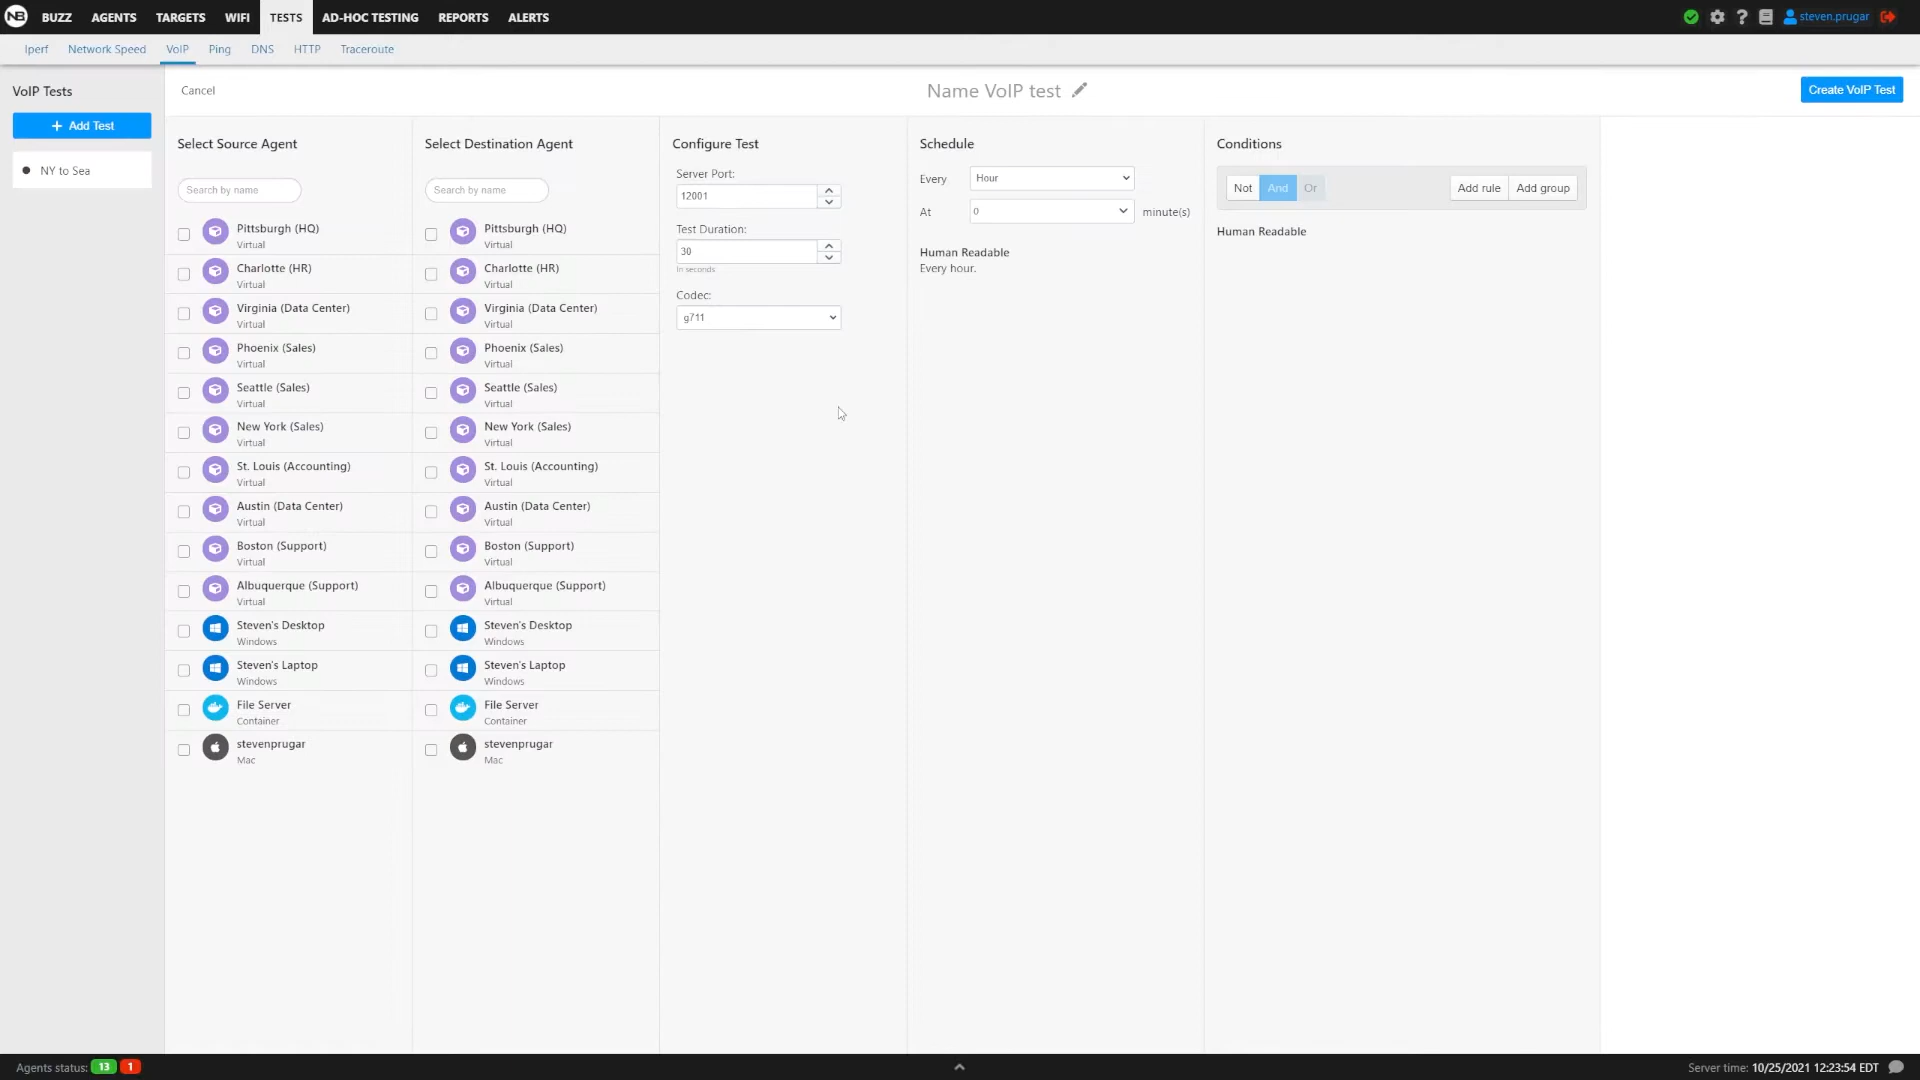 NB BUZZ AGENTS TARGETS WIFI TESTS AD-HOC TESTING REPORTS ALERTS ? steven.prugar
Iperf Network Speed VoIP Ping DNS HTTP Traceroute
VoIP Tests
+ Add Test
NY to Sea
Cancel
Name VoIP test
Create VoIP Test
Select Source Agent
Search by name
Pittsburgh (HQ)
Virtual
Charlotte (HR)
Virtual
Virginia (Data Center)
Virtual
Phoenix (Sales)
Virtual
Seattle (Sales)
Virtual
New York (Sales)
Virtual
St. Louis (Accounting)
Virtual
Austin (Data Center)
Virtual
Boston (Support)
Virtual
Albuquerque (Support)
Virtual
Steven's Desktop
Windows
Steven's Laptop
Windows
File Server
Container
stevenprugar
Mac
Select Destination Agent
Search by name
Pittsburgh (HQ)
Virtual
Charlotte (HR)
Virtual
Virginia (Data Center)
Virtual
Phoenix (Sales)
Virtual
Seattle (Sales)
Virtual
New York (Sales)
Virtual
St. Louis (Accounting)
Virtual
Austin (Data Center)
Virtual
Boston (Support)
Virtual
Albuquerque (Support)
Virtual
Steven's Desktop
Windows
Steven's Laptop
Windows
File Server
Container
stevenprugar
Mac
Configure Test
Server Port:
12001
Test Duration:
30
In seconds
Codec:
g711
Schedule
Every Hour
At 0 minute(s)
Human Readable
Every hour.
Conditions
Not And Or Add rule Add group
Human Readable
Agents status: 13 1
Server time: 10/25/2021 12:23:54 EDT